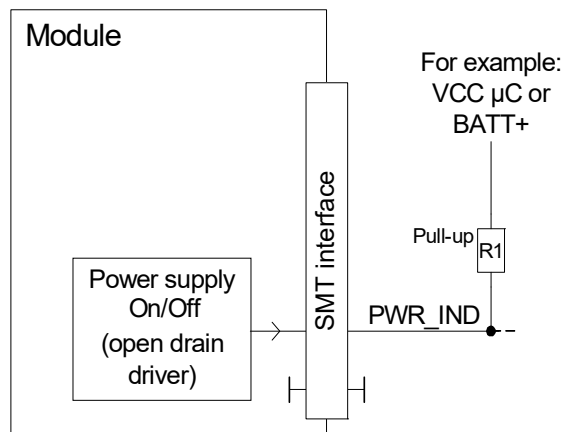 Module
For example:
VCC µC or
BATT+
SMT interface
Pull-up
R1
Power supply
On/Off
(open drain
driver)
PWR_IND